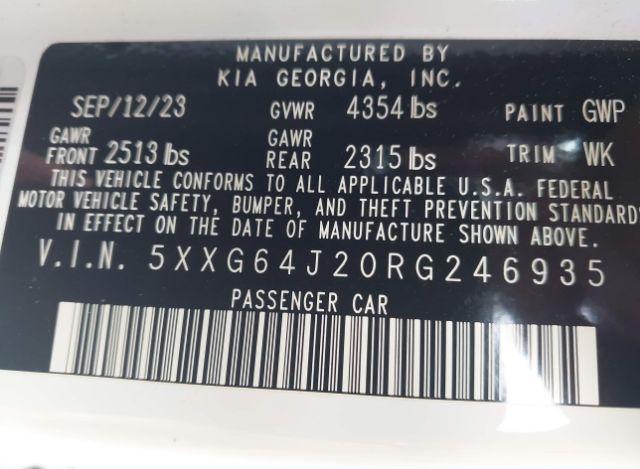 MANUFACTURED BY
KIA GEORGIA, INC.
SEP/12/23 GVWR 4354 lbs PAINT GWP
GAWR FRONT 2513 lbs GAWR REAR 2315 lbs TRIM WK
THIS VEHICLE CONFORMS TO ALL APPLICABLE U.S.A. FEDERAL
MOTOR VEHICLE SAFETY, BUMPER, AND THEFT PREVENTION STANDARDS
IN EFFECT ON THE DATE OF MANUFACTURE SHOWN ABOVE.
V.I.N. 5XXG64J20RG246935
PASSENGER CAR